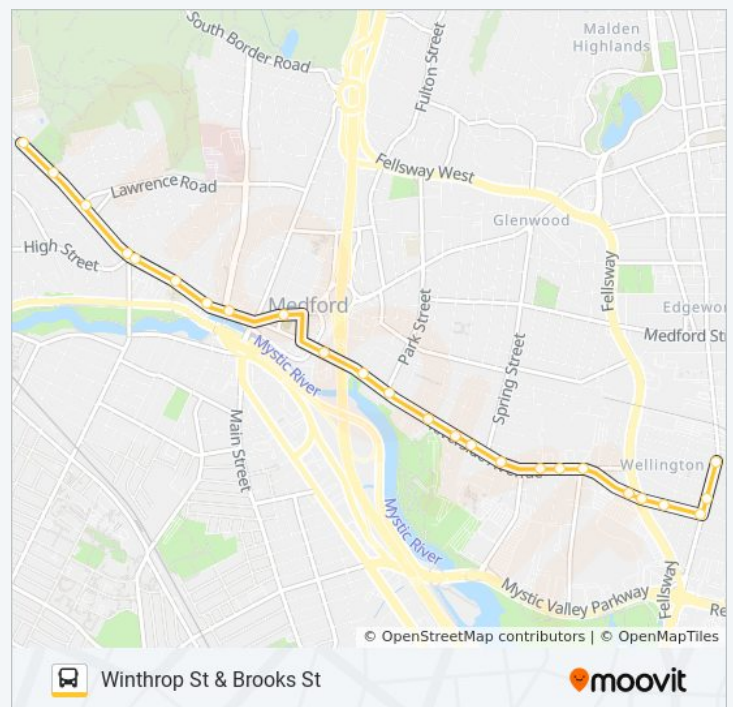 Malden
Highlands
South Border Road
Fulton Street
Fellsway West
Lawrence Road
Glenwood
High Street
Fellsway
Medford
Edgewor
Medford St
Park Street
Spring Street
Mystic River
Main Street
Wellington
Mystic River
Mystic Valley Parkway
Fellsway
Re
© OpenStreetMap contributors | © OpenMapTiles
Winthrop St & Brooks St
moovit